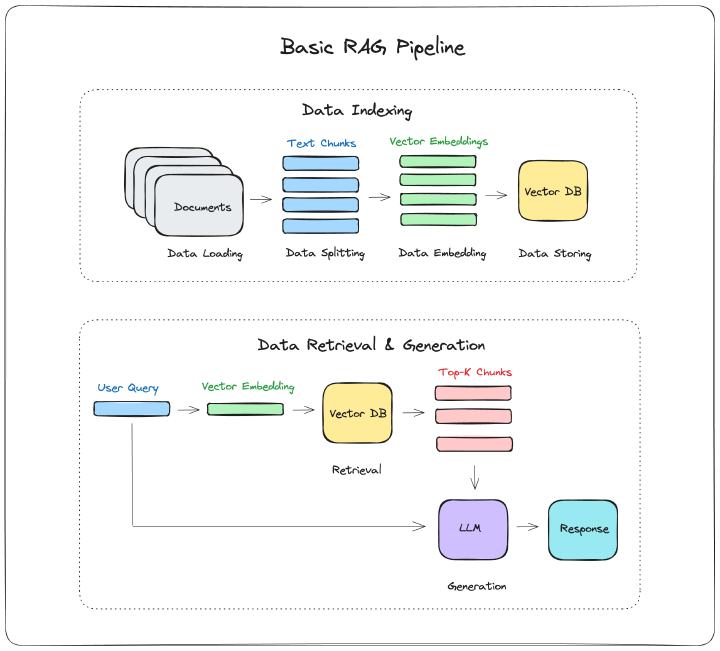 Basic RAG Pipeline
Data Indexing
Text Chunks
Vector Embeddings
Documents
Vector DB
Data Loading
Data Splitting
Data Embedding
Data Storing
Data Retrieval & Generation
User Query
Vector Embedding
Top-K Chunks
Vector DB
Retrieval
LLM
Response
Generation